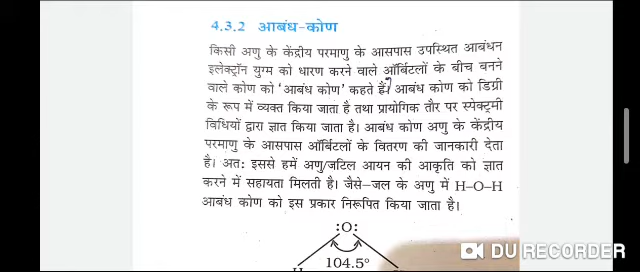 4.3.2 आबंध-कोण
किसी अणु के केंद्रीय परमाणु के आसपास उपस्थित आबंधन
इलेक्ट्रॉन युग्म को धारण करने वाले ऑर्बिटलों के बीच बनने
वाले कोण को 'आबंध कोण' कहते हैं। आबंध कोण को डिग्री
के रूप में व्यक्त किया जाता है तथा प्रायोगिक तौर पर स्पेक्ट्रमी
विधियों द्वारा ज्ञात किया जाता है। आबंध कोण अणु के केंद्रीय
परमाणु के आसपास ऑर्बिटलों के वितरण की जानकारी देता
है। अत: इससे हमें अणु/जटिल आयन की आकृति को ज्ञात
करने में सहायता मिलती है। जैसे–जल के अणु में H–O–H
आबंध कोण को इस प्रकार निरूपित किया जाता है।
:O:
104.5°
DU RECORDER